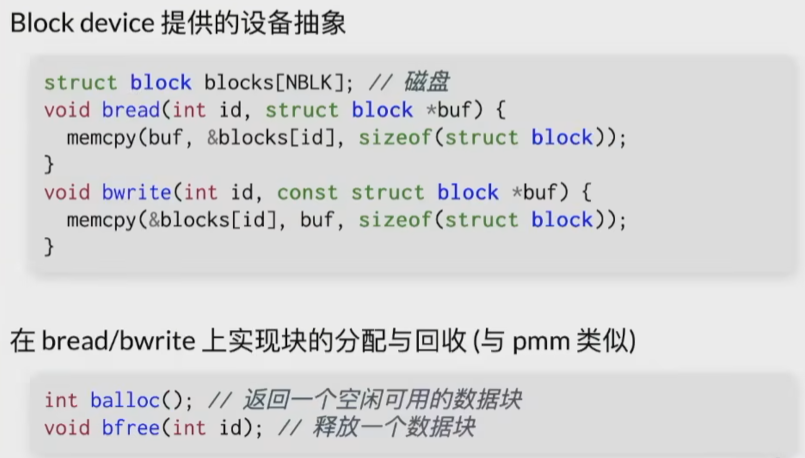 Block device 提供的设备抽象
struct block blocks[NBLK]; // 磁盘
void bread(int id, struct block *buf) {
  memcpy(buf, &blocks[id], sizeof(struct block));
}
void bwrite(int id, const struct block *buf) {
  memcpy(&blocks[id], buf, sizeof(struct block));
}
在 bread/bwrite 上实现块的分配与回收 (与 pmm 类似)
int balloc(); // 返回一个空闲可用的数据块
void bfree(int id); // 释放一个数据块